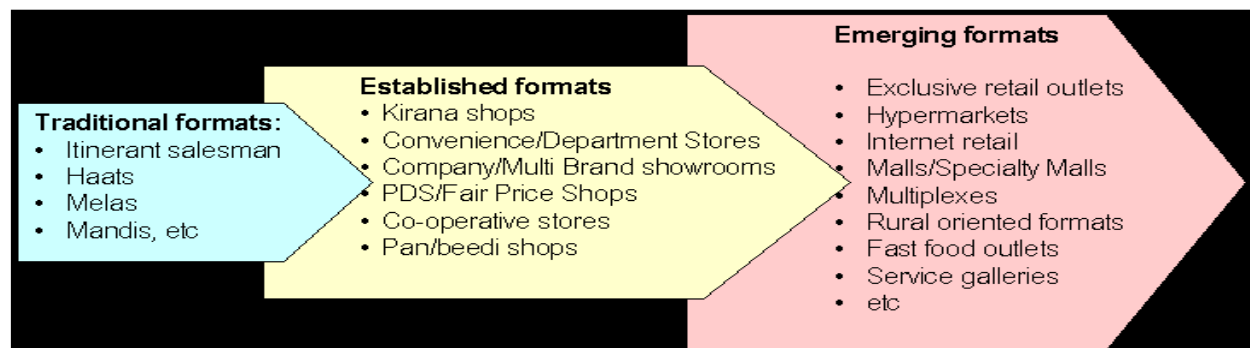 Traditional formats:
• Itinerant salesman
• Haats
• Melas
• Mandis, etc
Established formats
• Kirana shops
• Convenience/Department Stores
• Company/Multi Brand showrooms
• PDS/Fair Price Shops
• Co-operative stores
• Pan/beedi shops
Emerging formats
• Exclusive retail outlets
• Hypermarkets
• Internet retail
• Malls/Specialty Malls
• Multiplexes
• Rural oriented formats
• Fast food outlets
• Service galleries
• etc